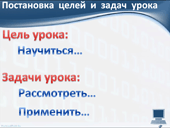 Постановка целей и задач урока
Цель урока:
Научиться...
Задачи урока:
Рассмотреть...
Применить...